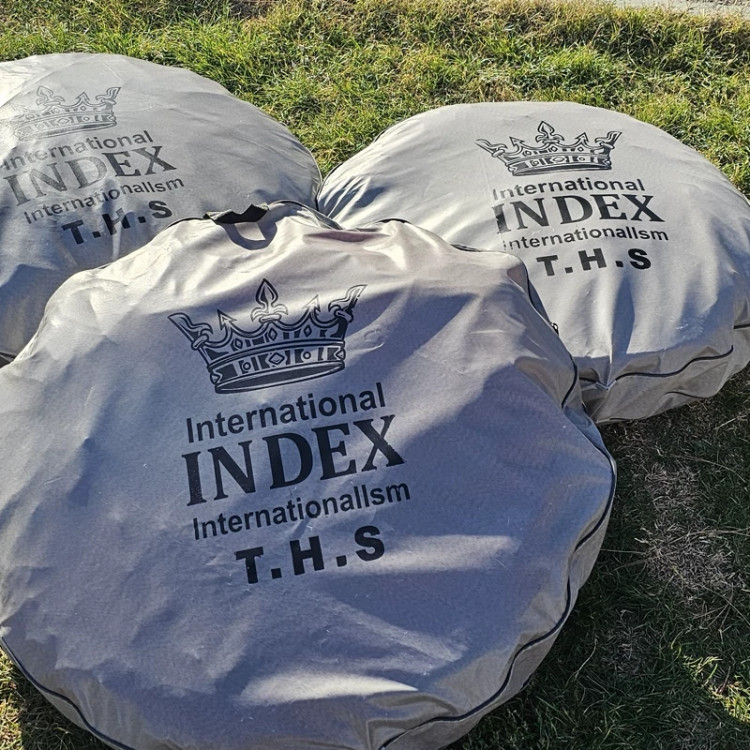 International
INDEX
Internationallsm
T.H.S
International
INDEX
Internationallsm
T.H.S
International
INDEX
Internationallsm
T.H.S